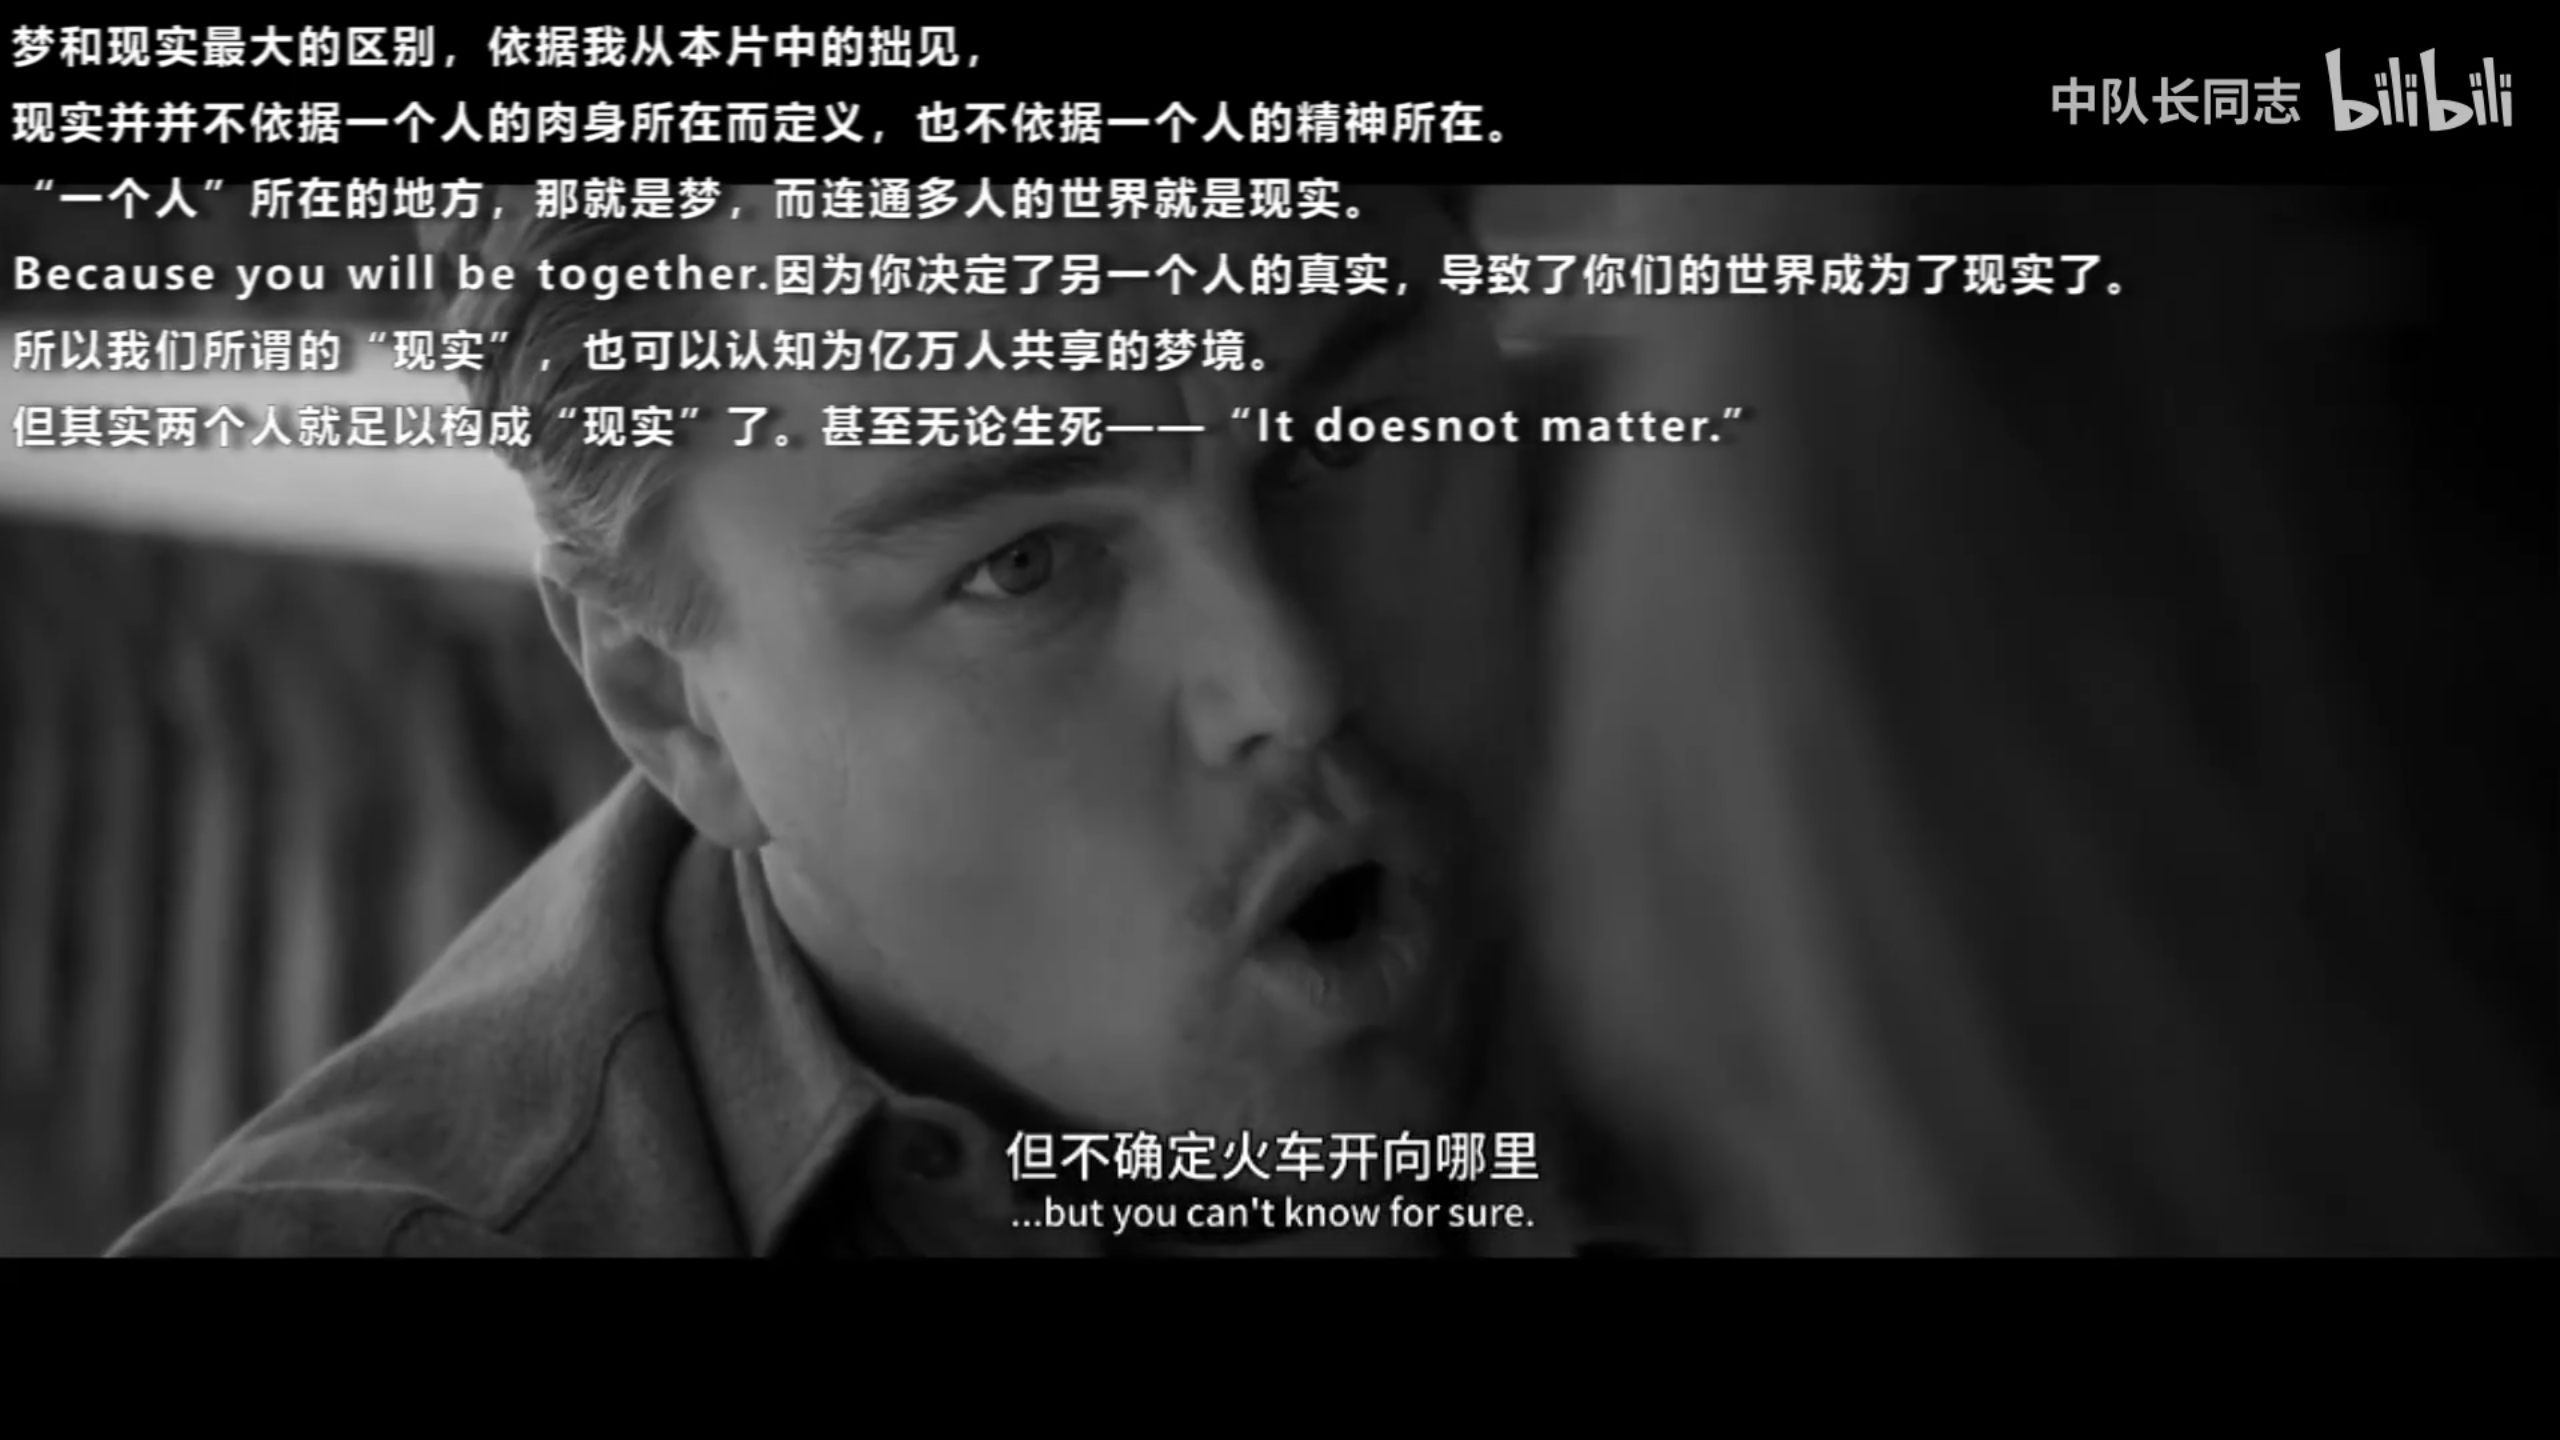 梦和现实最大的区别，依据我从本片中的拙见，
中队长同志 bilibili
现实并并不依据一个人的肉身所在而定义，也不依据一个人的精神所在。
“一个人”所在的地方，那就是梦，而连通多人的世界就是现实。
Because you will be together.因为你决定了另一个人的真实，导致了你们的世界成为了现实了。
所以我们所谓的“现实”，也可以认知为亿万人共享的梦境。
但其实两个人就足以构成“现实”了。甚至无论生死——“It doesnot matter.”
但不确定火车开向哪里
...but you can't know for sure.